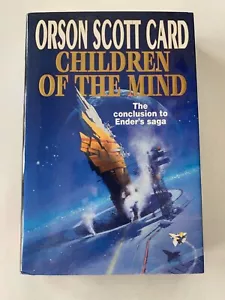 ORSON SCOTT CARD
CHILDREN
OF THE MIND
The
conclusion to
Ender's saga